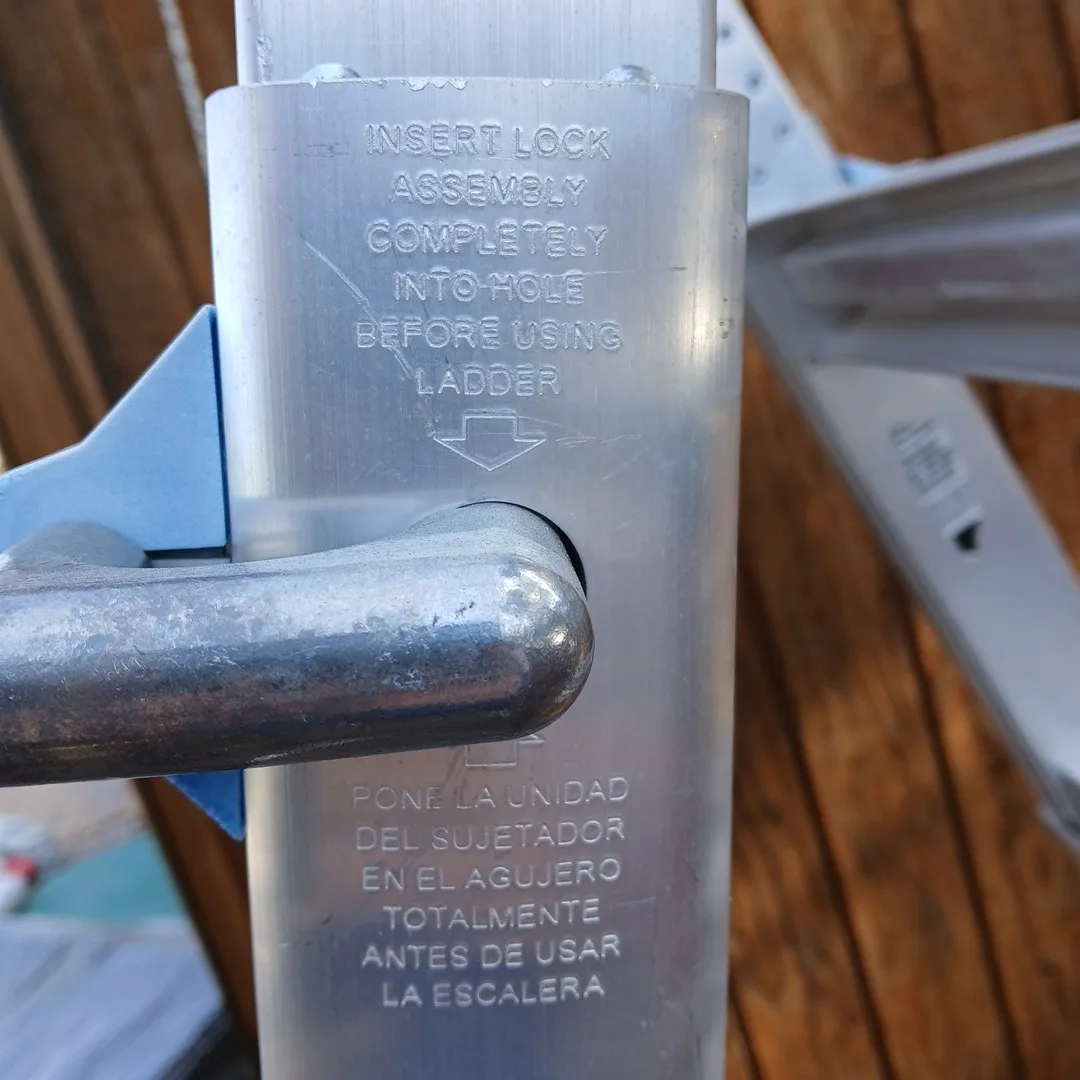 INSERT LOCK
ASSEMBLY
COMPLETELY
INTO HOLE
BEFORE USING
LADDER
PONE LA UNIDAD
DEL SUJETADOR
EN EL AGUJERO
TOTALMENTE
ANTES DE USAR
LA ESCALERA